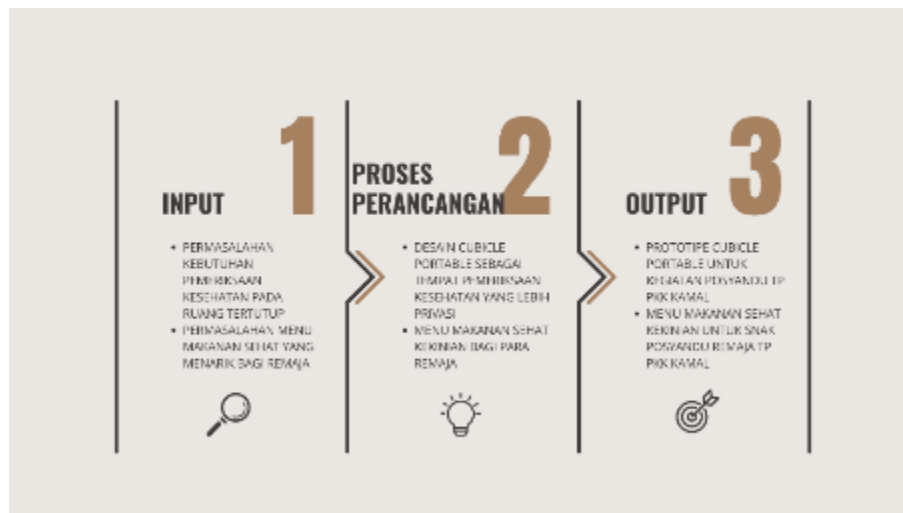 1
INPUT
• PERMASALAHAN
KEBUTUHAN
PEMERIKSAAN
KESEHATAN PADA
RUANG TERTUTUP
• PERMASALAHAN MENU
MAKANAN SEHAT YANG
MENARIK BAGI REMAJA
2
PROSES
PERANCANGAN
• DESAIN CUBICLE
PORTABLE SEBAGAI
TEMPAT PEMERIKSAAN
KESEHATAN YANG LEBIH
PRIVASI
• MENU MAKANAN SEHAT
KEKINIAN BAGI PARA
REMAJA
3
OUTPUT
• PROTOTIPE CUBICLE
PORTABLE UNTUK
KEGIATAN POSYANDU TP
PKK KAMAL
• MENU MAKANAN SEHAT
KEKINIAN UNTUK SNAK
POSYANDU REMAJA TP
PKK KAMAL